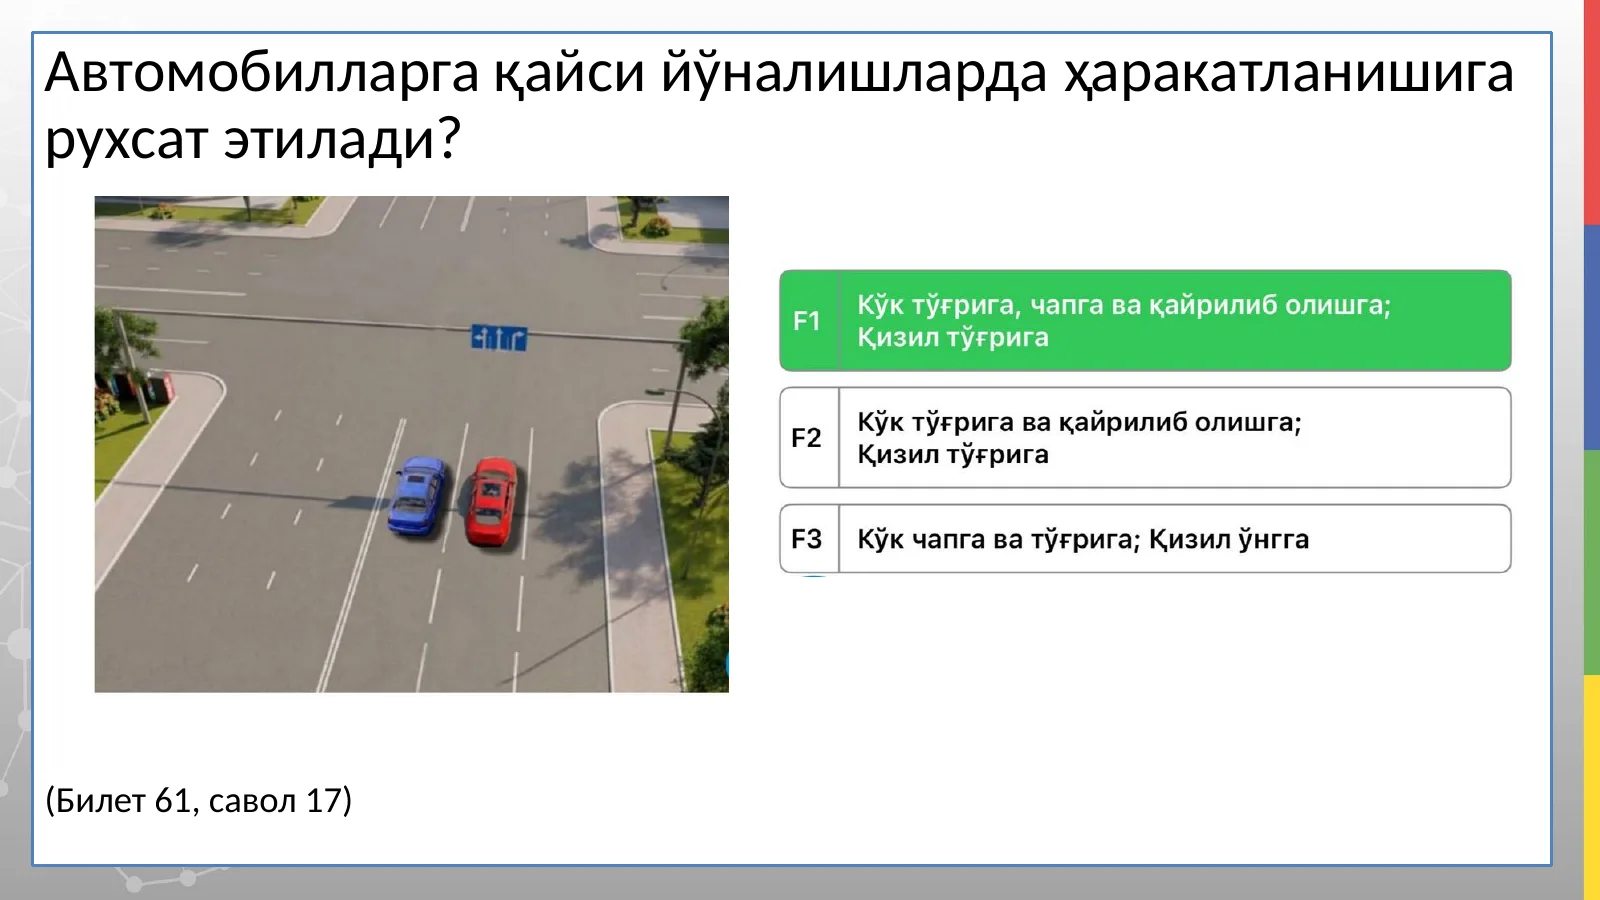 Автомобилларга қайси йўналишларда ҳаракатланишига
рухсат этилади?
F1
Кўк тўғрига, чапга ва қайрилиб олишга;
Қизил тўғрига
F2
Кўк тўғрига ва қайрилиб олишга;
Қизил тўғрига
F3
Кўк чапга ва тўғрига; Қизил ўнгга
(Билет 61, савол 17)